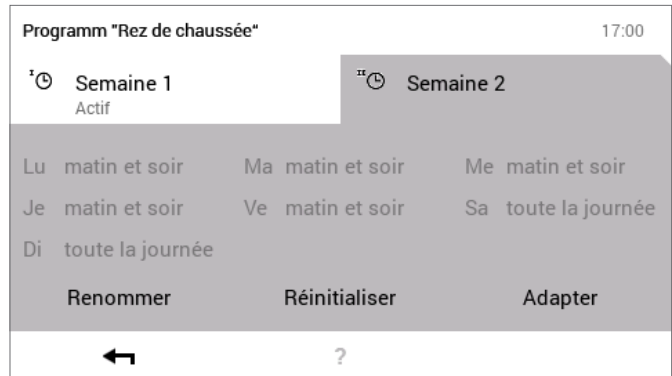 Programm "Rez de chaussée“ 17:00
I Semaine 1 II Semaine 2
Actif
Lu matin et soir Ma matin et soir Me matin et soir
Je matin et soir Ve matin et soir Sa toute la journée
Di toute la journée
Renommer Réinitialiser Adapter
?